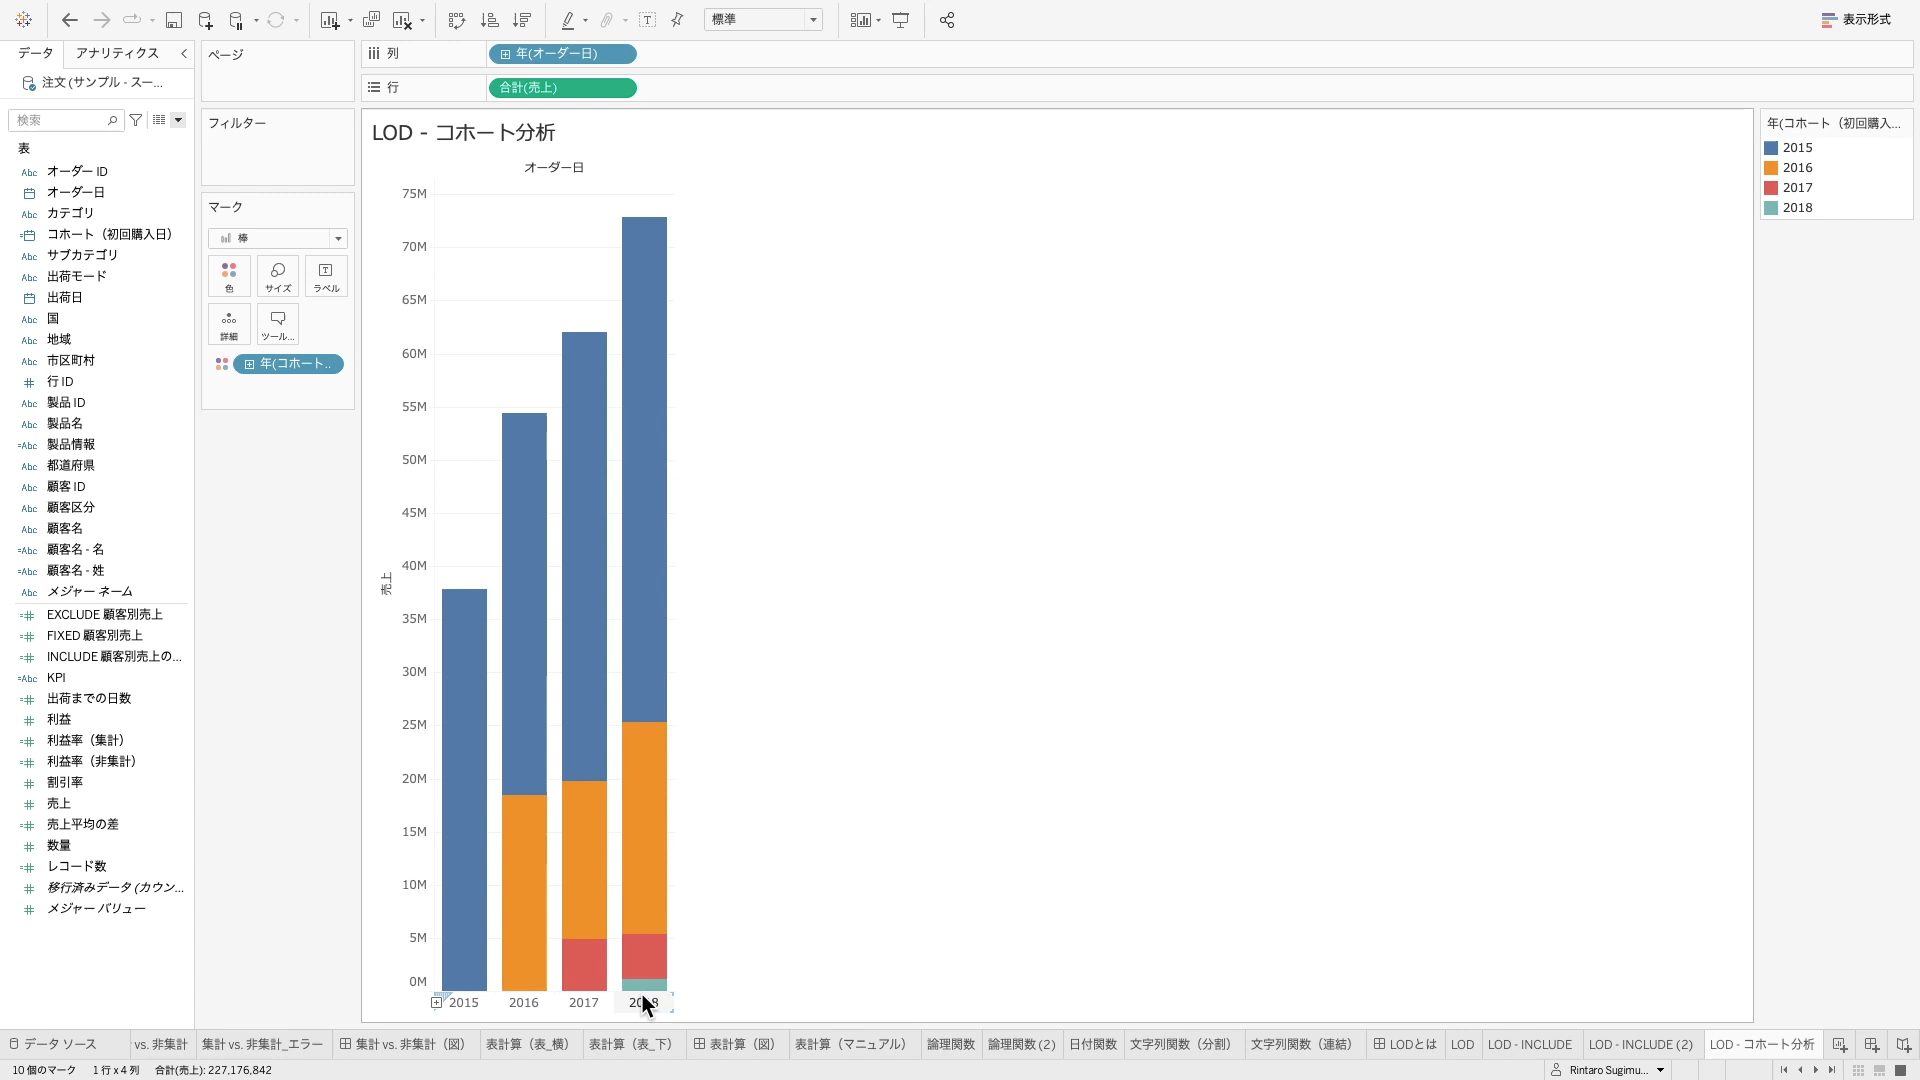 標準
表示形式
データ
アナリティクス
注文 (サンプル - スー...
検索
表
Abc オーダー ID
オーダー日
Abc カテゴリ
コホート（初回購入日）
Abc サブカテゴリ
Abc 出荷モード
出荷日
Abc 国
Abc 地域
Abc 市区町村
行 ID
Abc 製品 ID
Abc 製品名
=Abc 製品情報
Abc 都道府県
Abc 顧客 ID
Abc 顧客区分
Abc 顧客名
=Abc 顧客名 - 名
=Abc 顧客名 - 姓
Abc メジャー ネーム
EXCLUDE 顧客別売上
FIXED 顧客別売上
INCLUDE 顧客別売上の...
=Abc KPI
出荷までの日数
利益
利益率（集計）
利益率（非集計）
割引率
売上
売上平均の差
数量
レコード数
移行済みデータ (カウン...
メジャー バリュー
ページ
フィルター
マーク
棒
色
サイズ
ラベル
詳細
ツール...
年(コホート..
列
年(オーダー日)
行
合計(売上)
LOD - コホート分析
オーダー日
75M
70M
65M
60M
55M
50M
45M
40M
売上
35M
30M
25M
20M
15M
10M
5M
0M
2015
2016
2017
年(コホート（初回購入...
2015
2016
2017
2018
データ ソース
vs. 非集計
集計 vs. 非集計_エラー
集計 vs. 非集計（図）
表計算（表_横）
表計算（表_下）
表計算（図）
表計算（マニュアル）
論理関数
論理関数 (2)
日付関数
文字列関数（分割）
文字列関数（連結）
LODとは
LOD
LOD - INCLUDE
LOD - INCLUDE (2)
LOD - コホート分析
10 個のマーク
1 行 x 4 列
合計(売上): 227,176,842
Rintaro Sugimu...